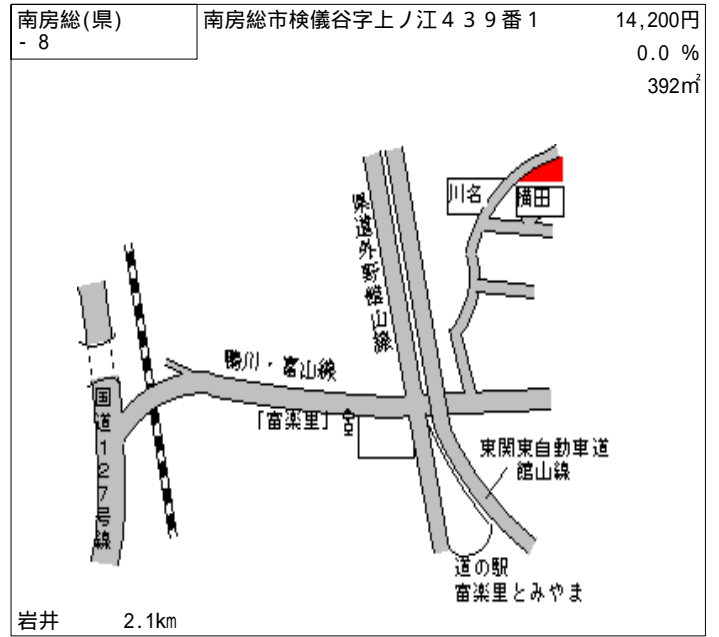 南房総(県)
- 8
南房総市検儀谷字上ノ江439番1
14,200円
0.0 %
392㎡
川名
横田
県道外野勝山線
鴨川・富山線
「富楽里」
国道127号線
東関東自動車道
館山線
道の駅
富楽里とみやま
岩井 2.1km